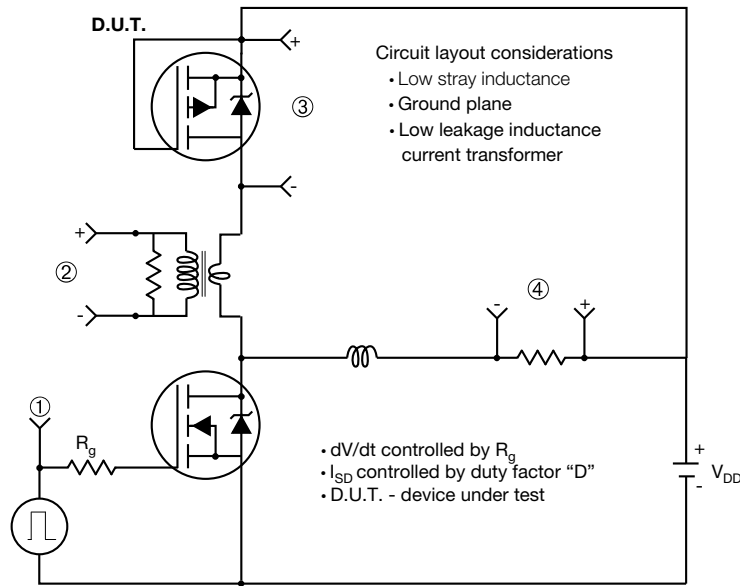 D.U.T.
+
Circuit layout considerations
• Low stray inductance
③
• Ground plane
• Low leakage inductance
current transformer
-
+
②
-
④
-
+
①
Rg
• dV/dt controlled by Rg
• ISD controlled by duty factor “D”
• D.U.T. - device under test
+
VDD
-